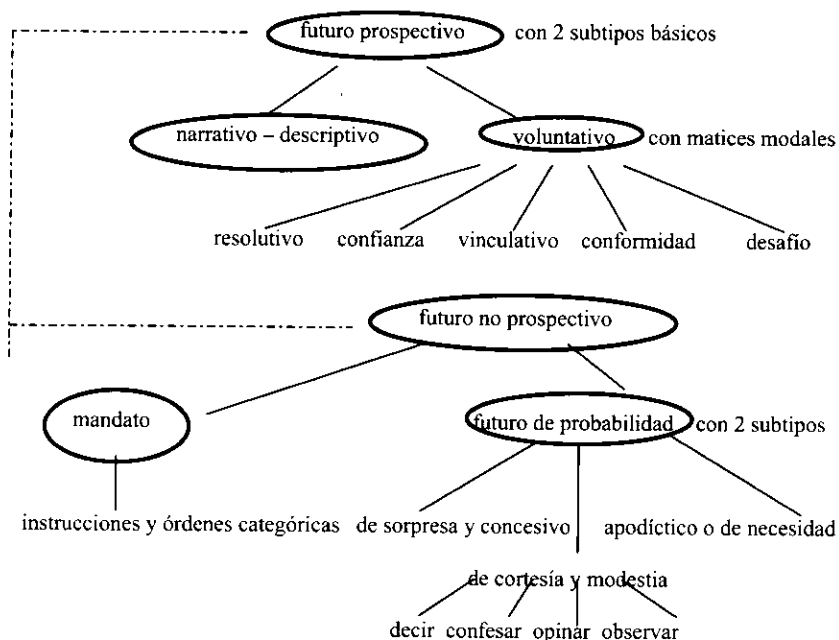 futuro prospectivo con 2 subtipos básicos
narrativo – descriptivo voluntativo con matices modales
resolutivo confianza vinculativo conformidad desafío
futuro no prospectivo
mandato futuro de probabilidad con 2 subtipos
instrucciones y órdenes categóricas de sorpresa y concesivo apodíctico o de necesidad
de cortesía y modestia
decir confesar opinar observar